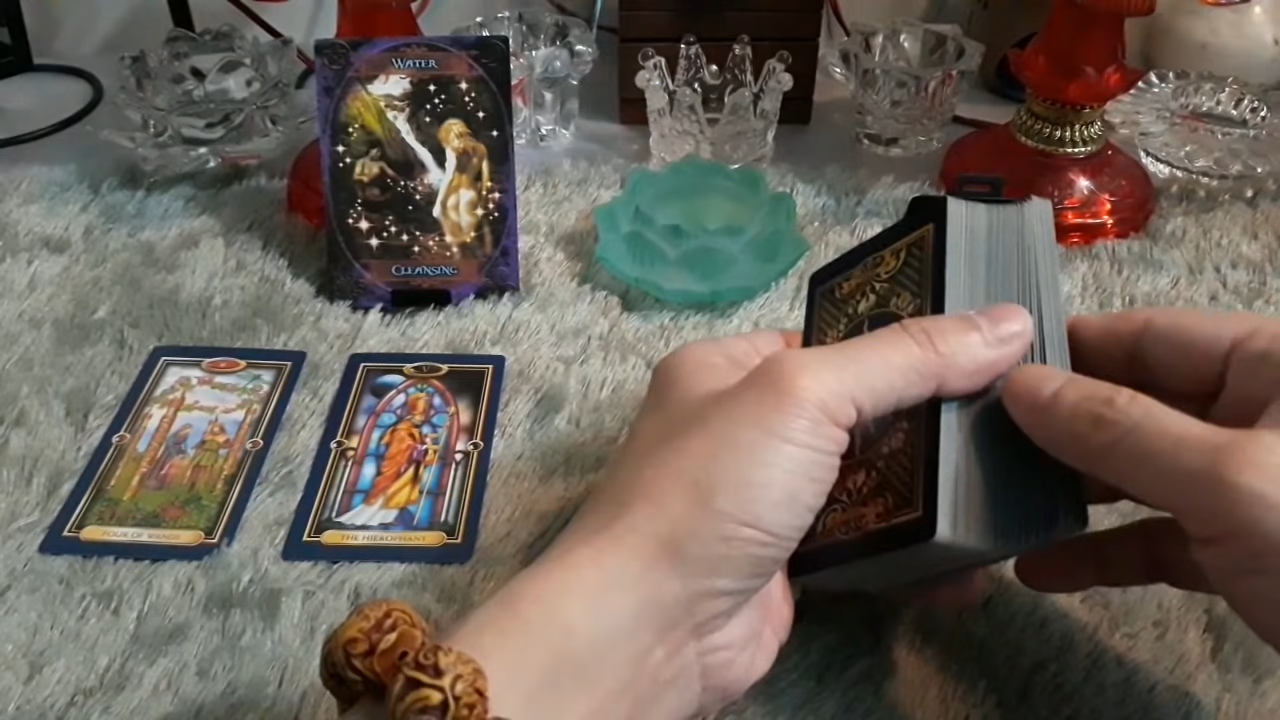 WATER
CLEANSING
V
FOUR OF WANDS
THE HIEROPHANT